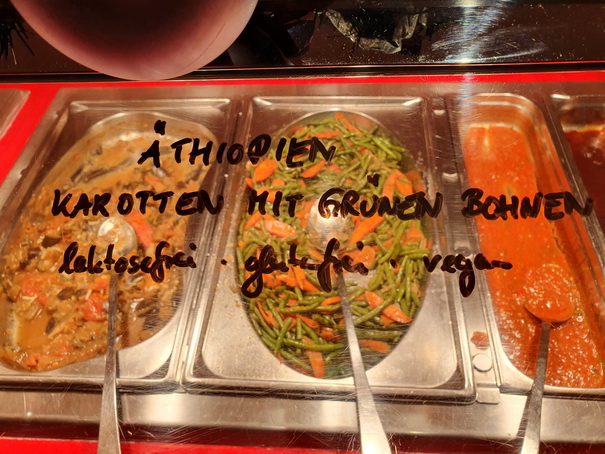 ÄTHIOPIEN
KAROTTEN MIT GRÜNEN BOHNEN
laktosefrei · glutenfrei · vegan